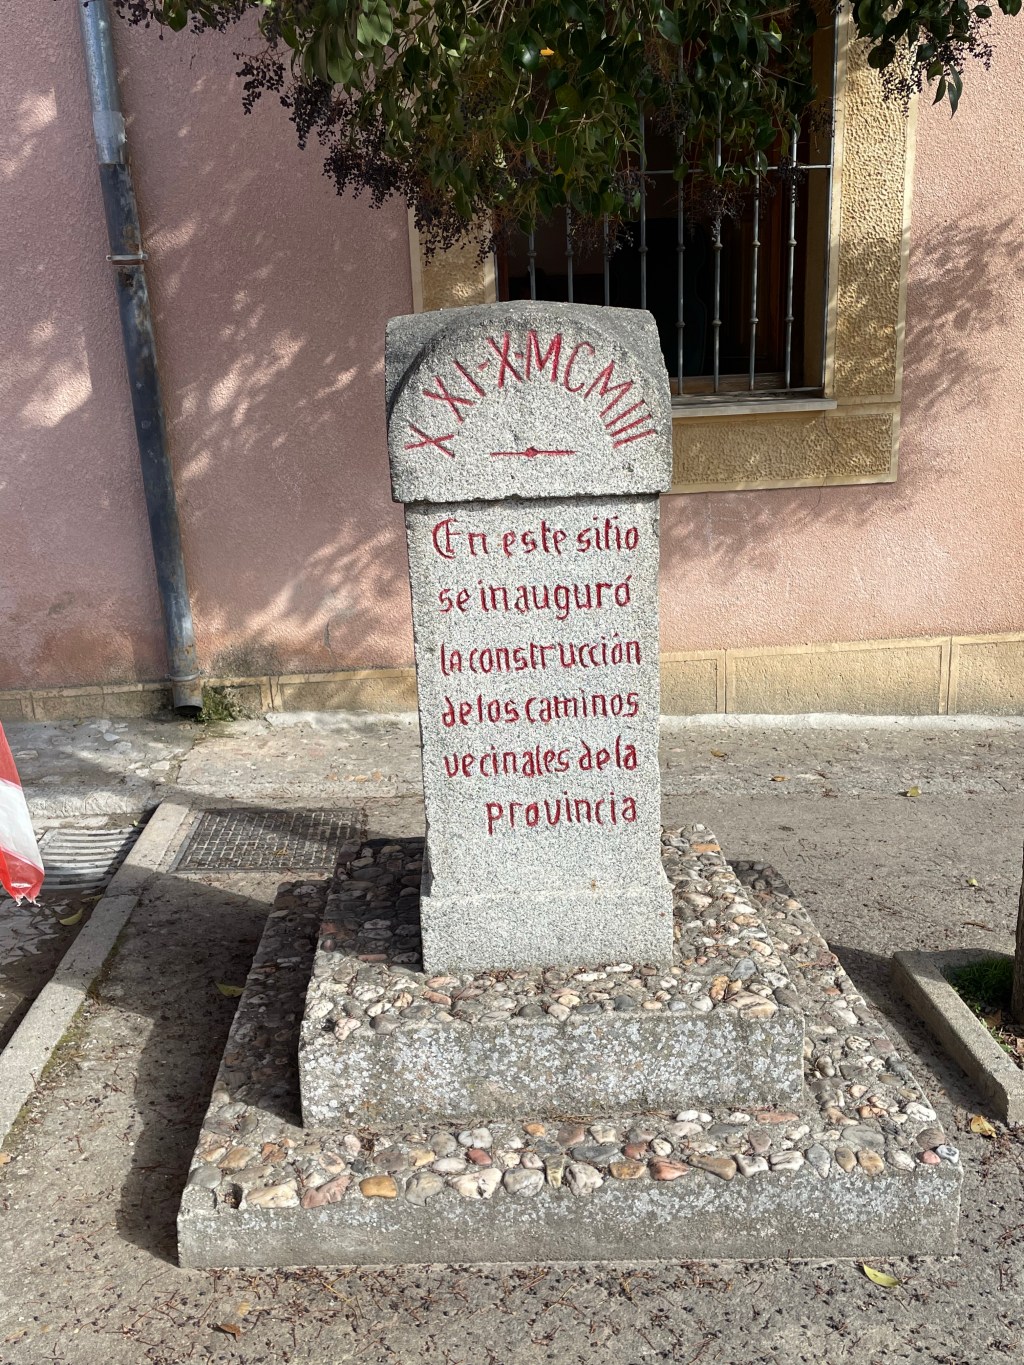 XXI-X-MCMIII
En este sitio
se inauguró
la construcción
de los caminos
vecinales de la
provincia